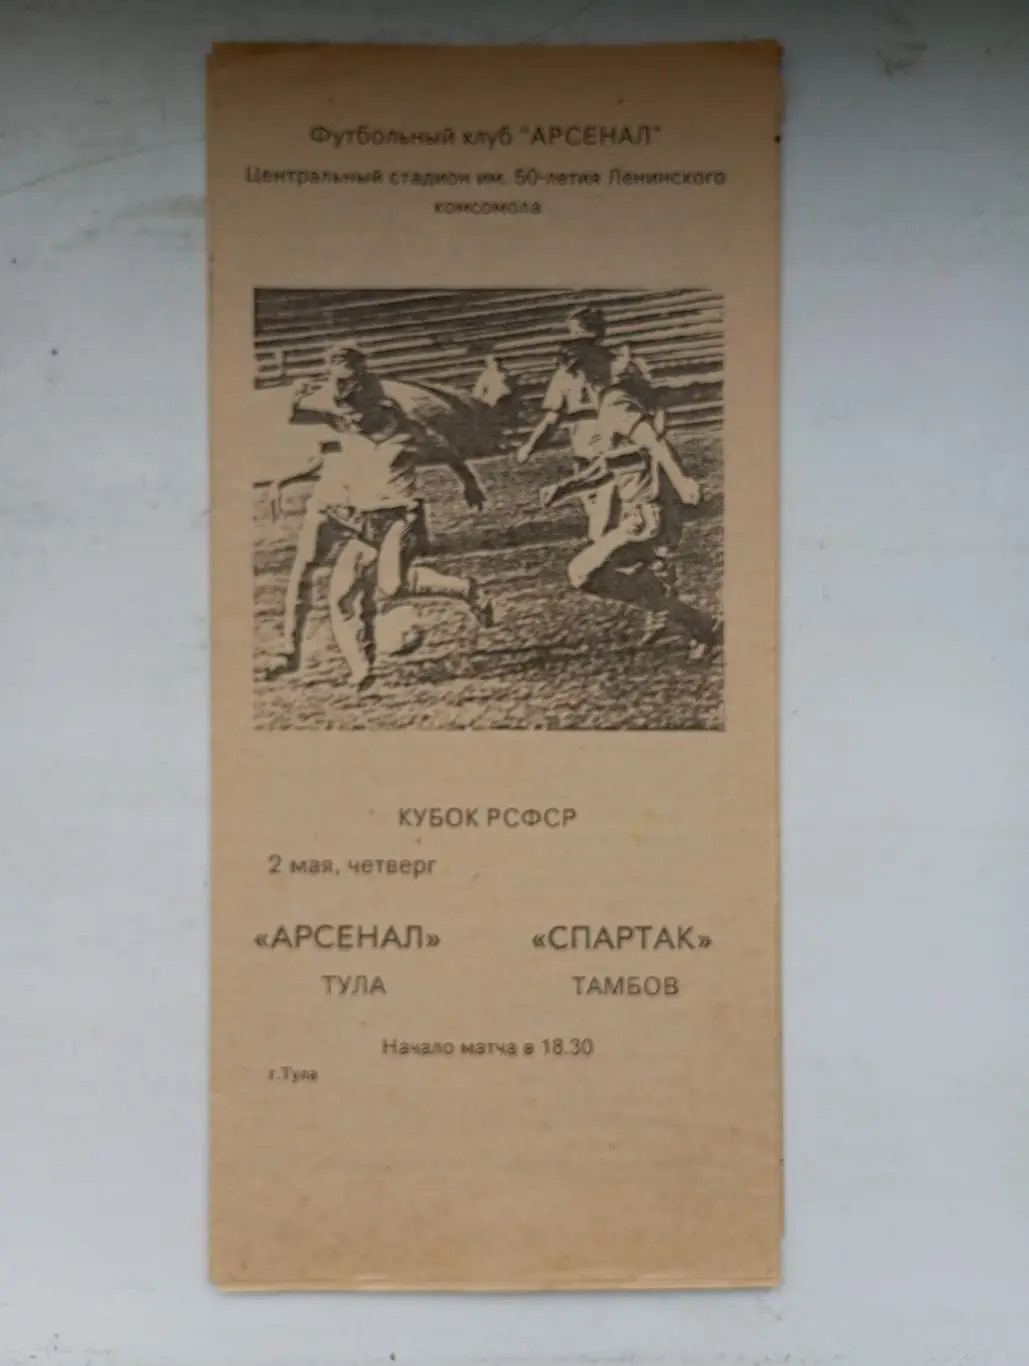 Футбольный клуб "АРСЕНАЛ"
Центральный стадион им. 50-летия Ленинского
комсомола
КУБОК РСФСР
2 мая, четверг
«АРСЕНАЛ» «СПАРТАК»
ТУЛА ТАМБОВ
Начало матча в 18.30
г.Тула